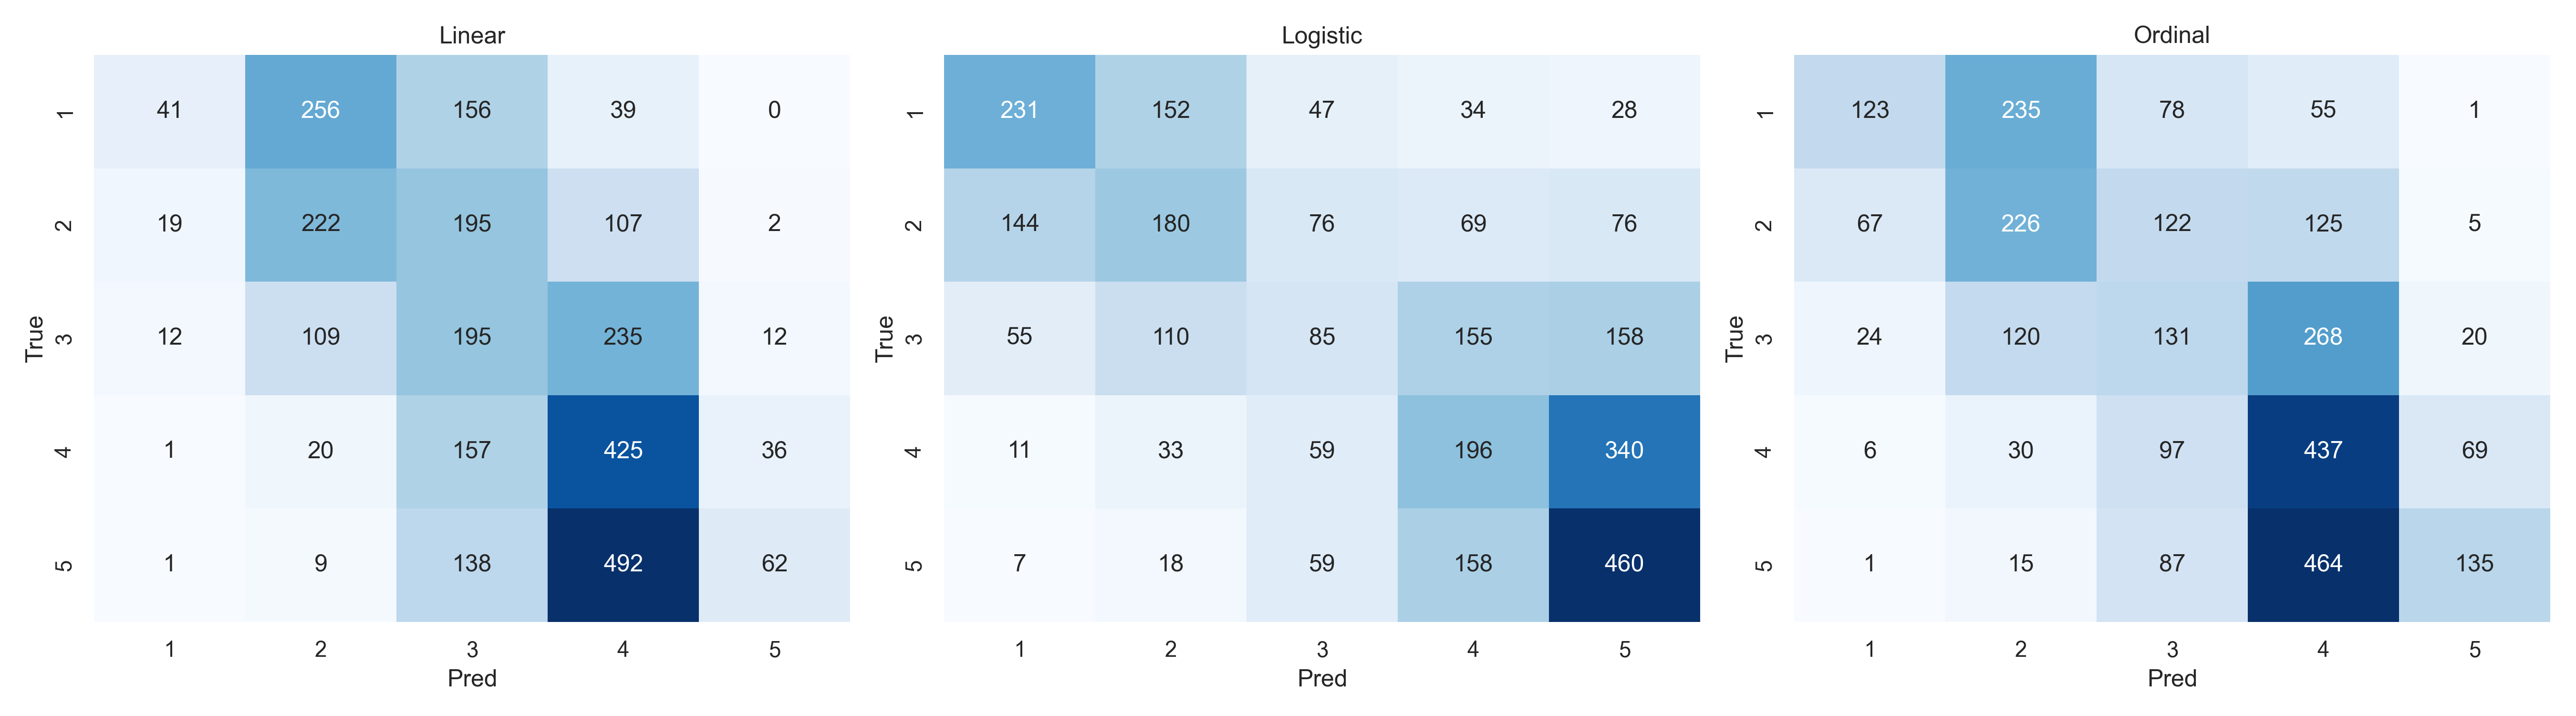 Linear Logistic Ordinal
1 41 256 156 39 0 1 231 152 47 34 28 1 123 235 78 55 1
2 19 222 195 107 2 2 144 180 76 69 76 2 67 226 122 125 5
True 3 12 109 195 235 12 True 3 55 110 85 155 158 True 3 24 120 131 268 20
4 1 20 157 425 36 4 11 33 59 196 340 4 6 30 97 437 69
5 1 9 138 492 62 5 7 18 59 158 460 5 1 15 87 464 135
1 2 3 4 5 1 2 3 4 5 1 2 3 4 5
Pred Pred Pred